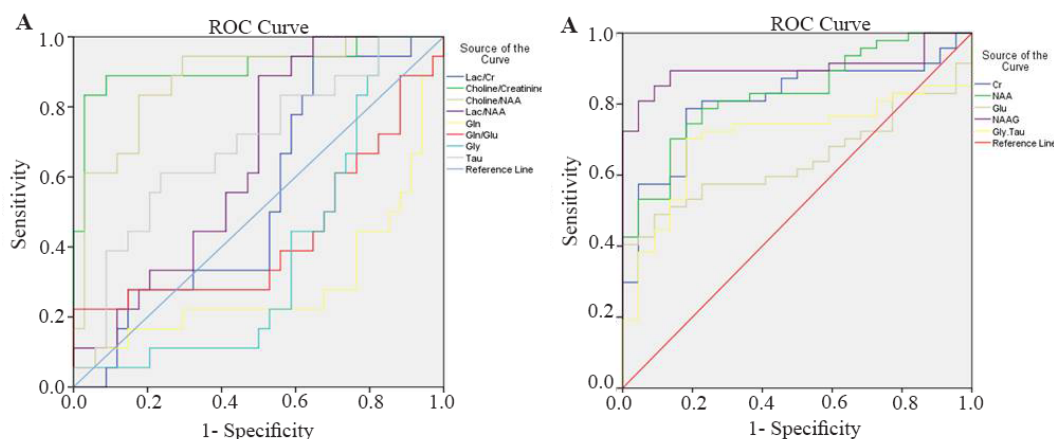 A
ROC Curve
1.0
0.8
0.6
0.4
0.2
0.0
Sensitivity
0.0
0.2
0.4
0.6
0.8
1.0
1- Specificity
Source of the
Curve
Lac/Cr
Choline/Creatinine
Choline/NAA
Lac/NAA
Gln
Gln/Glu
Gly
Tau
Reference Line
A
ROC Curve
1.0
0.8
0.6
0.4
0.2
0.0
Sensitivity
0.0
0.2
0.4
0.6
0.8
1.0
1- Specificity
Source of the
Curve
Cr
NAA
Glu
NAAG
Gly.Tau
Reference Line